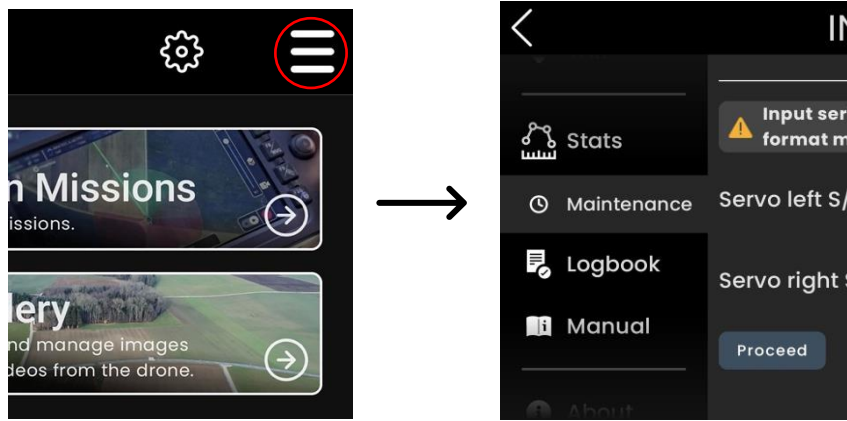 n Missions
issions.
lery
nd manage images
deos from the drone.
IN
Stats
Input ser
format m
Maintenance
Servo left S/
Logbook
Servo right S
Manual
Proceed
About